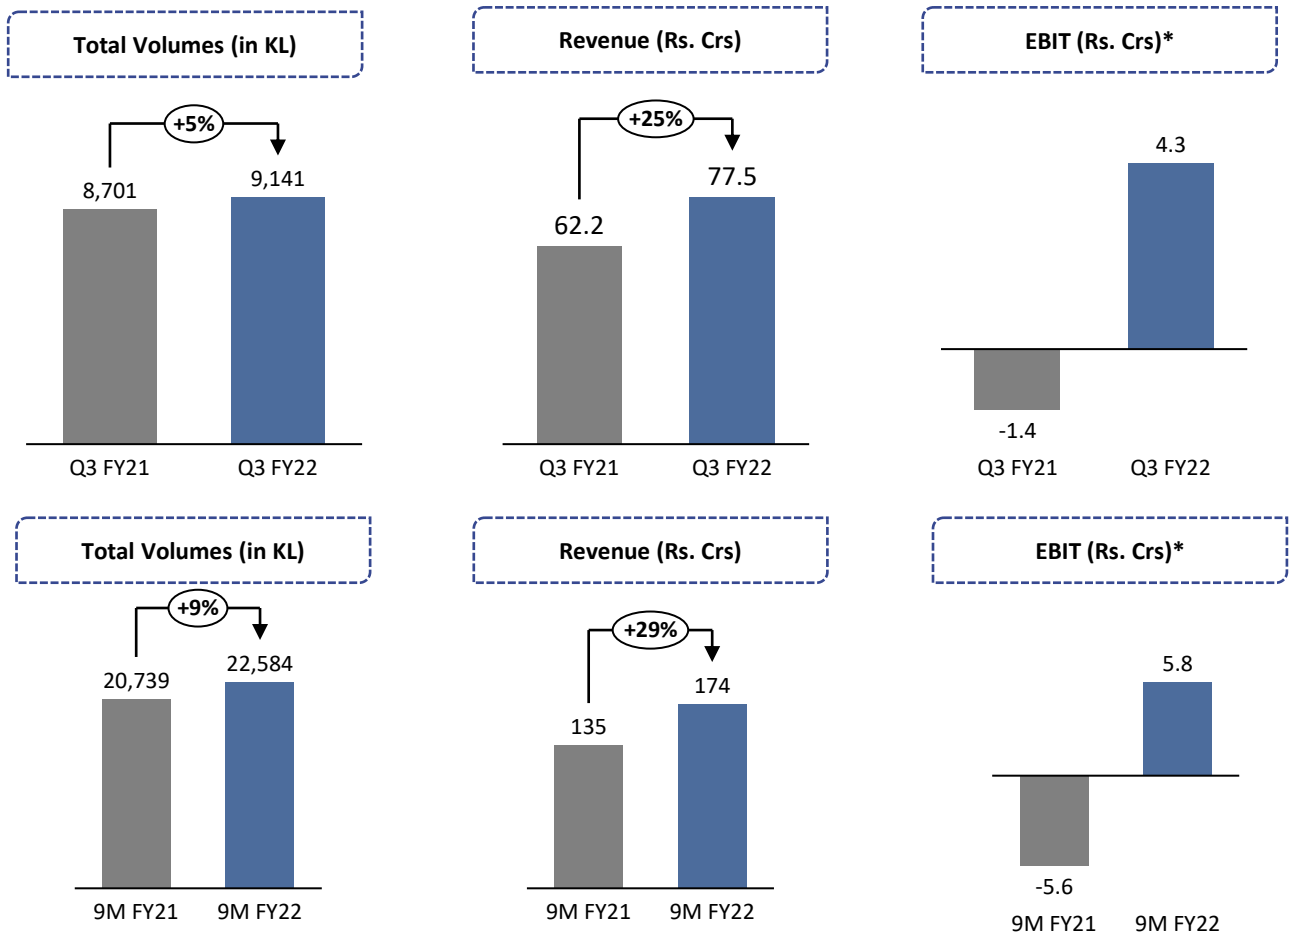 Total Volumes (in KL)
+5%
8,701
9,141
Q3 FY21
Q3 FY22
Revenue (Rs. Crs)
+25%
62.2
77.5
Q3 FY21
Q3 FY22
EBIT (Rs. Crs)*
4.3
-1.4
Q3 FY21
Q3 FY22
Total Volumes (in KL)
+9%
20,739
22,584
9M FY21
9M FY22
Revenue (Rs. Crs)
+29%
135
174
9M FY21
9M FY22
EBIT (Rs. Crs)*
5.8
-5.6
9M FY21
9M FY22